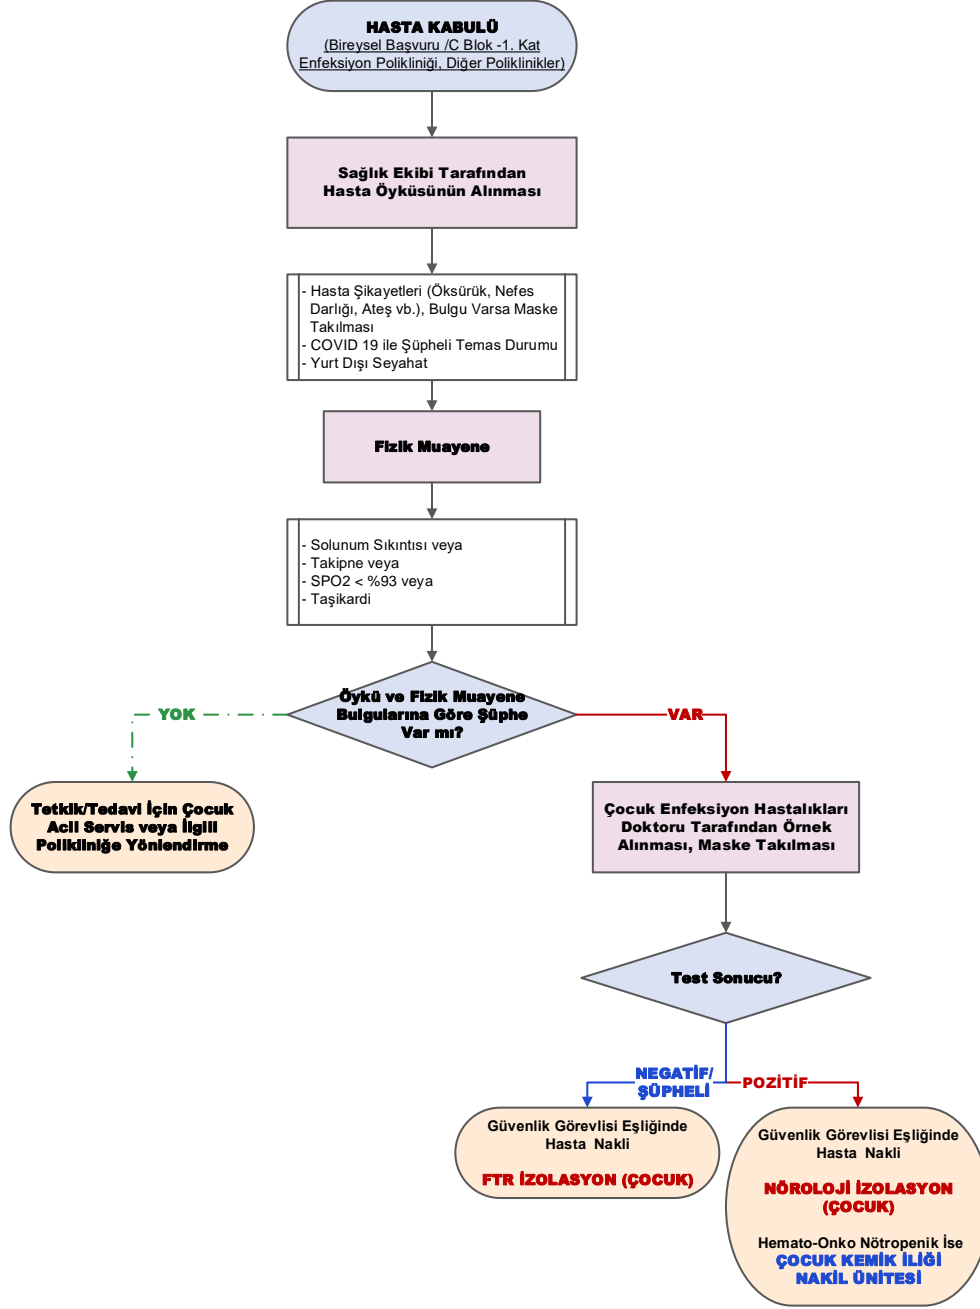 HASTA KABULÜ
(Bireysel Başvuru /C Blok -1. Kat
Enfeksiyon Polikliniği, Diğer Poliklinikler)
Sağlık Ekibi Tarafından
Hasta Öyküsünün Alınması
- Hasta Şikayetleri (Öksürük, Nefes
Darlığı, Ateş vb.), Bulgu Varsa Maske
Takılması
- COVID 19 ile Şüpheli Temas Durumu
- Yurt Dışı Seyahat
Fizik Muayene
- Solunum Sıkıntısı veya
- Takipne veya
- SPO2 < %93 veya
- Taşikardi
Öykü ve Fizik Muayene
Bulgularına Göre Şüphe
Var mı?
YOK
VAR
Tetkik/Tedavi İçin Çocuk
Acil Servis veya İlgili
Polikliniğe Yönlendirme
Çocuk Enfeksiyon Hastalıkları
Doktoru Tarafından Örnek
Alınması, Maske Takılması
Test Sonucu?
NEGATİF/
ŞÜPHELİ
POZİTİF
Güvenlik Görevlisi Eşliğinde
Hasta Nakli
FTR İZOLASYON (ÇOCUK)
Güvenlik Görevlisi Eşliğinde
Hasta Nakli
NÖROLOJİ İZOLASYON
(ÇOCUK)
Hemato-Onko Nötropenik İse
ÇOCUK KEMİK İLİĞİ
NAKİL ÜNİTESİ